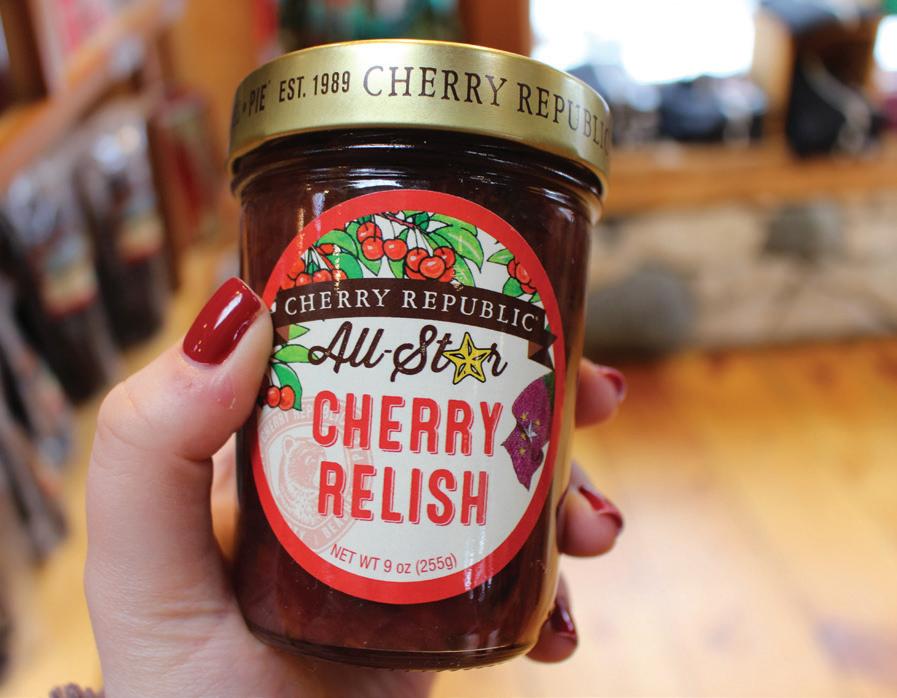 PIE EST. 1989 CHERRY REPUBLIC
CHERRY REPUBLIC
All-Star
CHERRY
RELISH
NET WT 9 oz (255g)